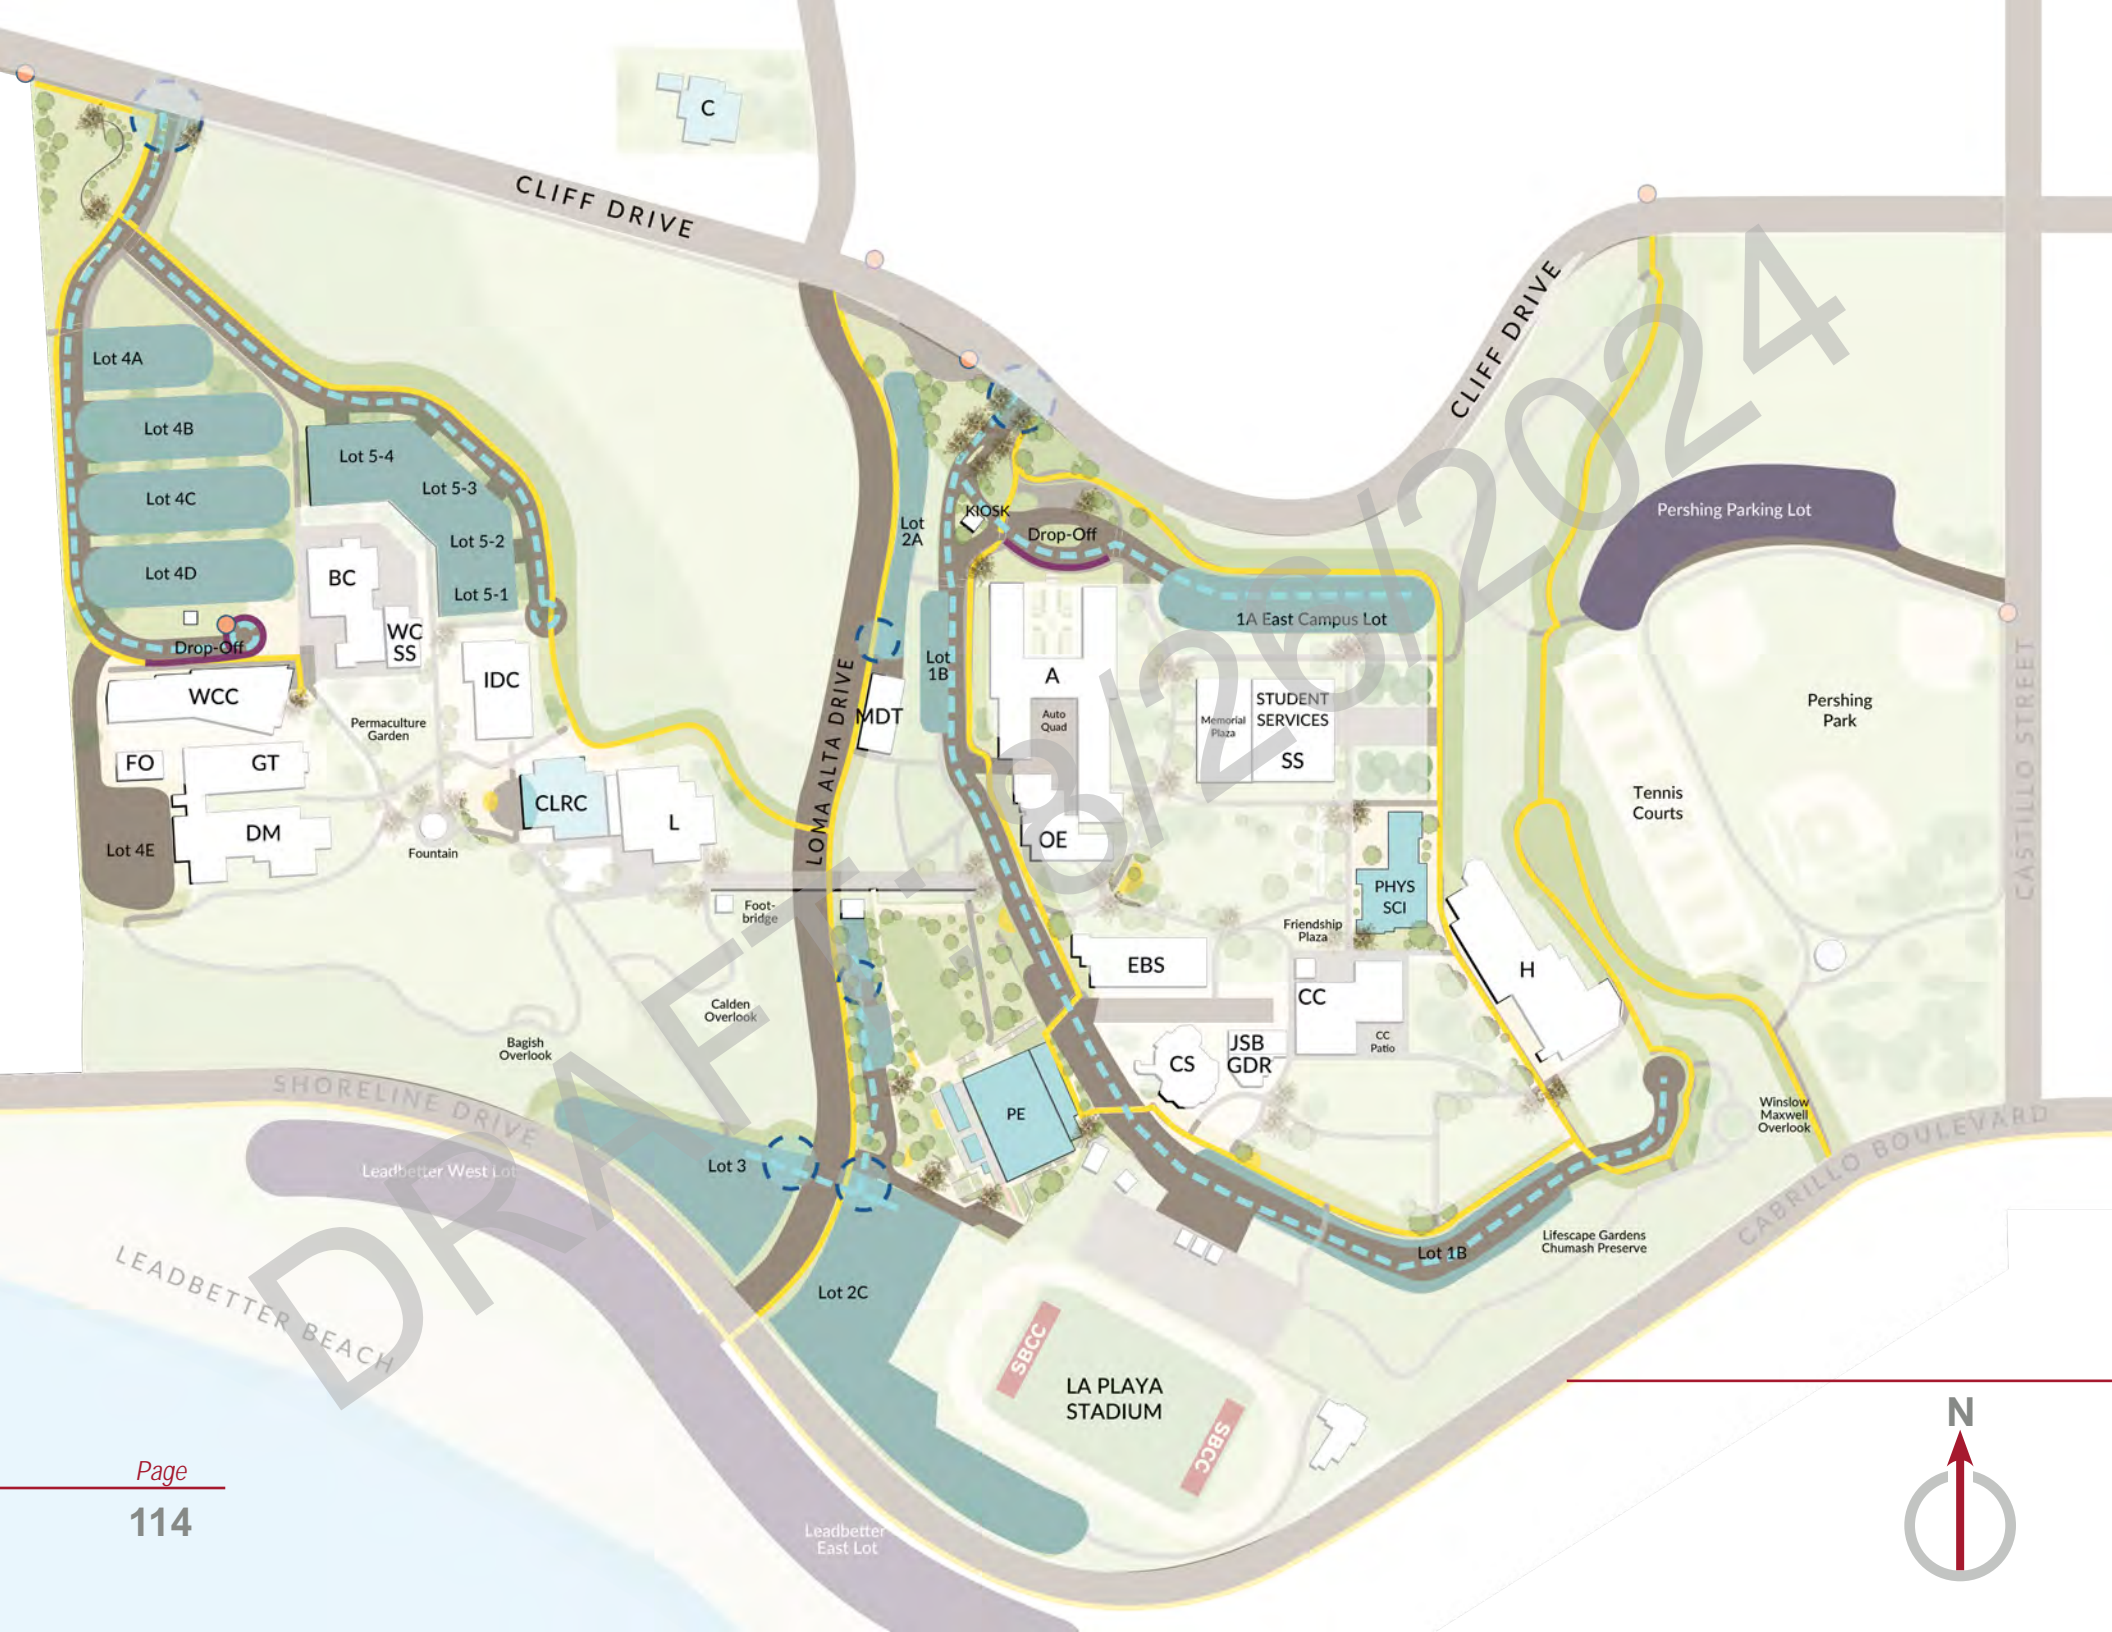 C
CLIFF DRIVE
CLIFF DRIVE
Lot 4A
Lot 4B
Lot 4C
Lot 4D
Lot 5-4
Lot 5-3
Lot 5-2
Lot 5-1
Lot
2A
KIOSK
Drop-Off
Pershing Parking Lot
BC
WC
SS
Drop-Off
IDC
WCC
1A East Campus Lot
Lot
1B
A
Auto
Quad
MDT
LOMA ALTA DRIVE
Memorial
Plaza
STUDENT
SERVICES
SS
Pershing
Park
CASTILLO STREET
Permaculture
Garden
FO
GT
DM
Lot 4E
Fountain
CLRC
L
OE
Tennis
Courts
PHYS
SCI
Foot-
bridge
Friendship
Plaza
EBS
H
CC
CC
Patio
Calden
Overlook
Bagish
Overlook
CS
JSB
GDR
PE
Winslow
Maxwell
Overlook
SHORELINE DRIVE
CABRILLO BOULEVARD
Leadbetter West Lot
Lot 3
Lot 1B
Lifescape Gardens
Chumash Preserve
LEADBETTER BEACH
Lot 2C
SBCC
LA PLAYA
STADIUM
SBCC
Leadbetter
East Lot
DRAFT: 8/26/2024
N
Page
114